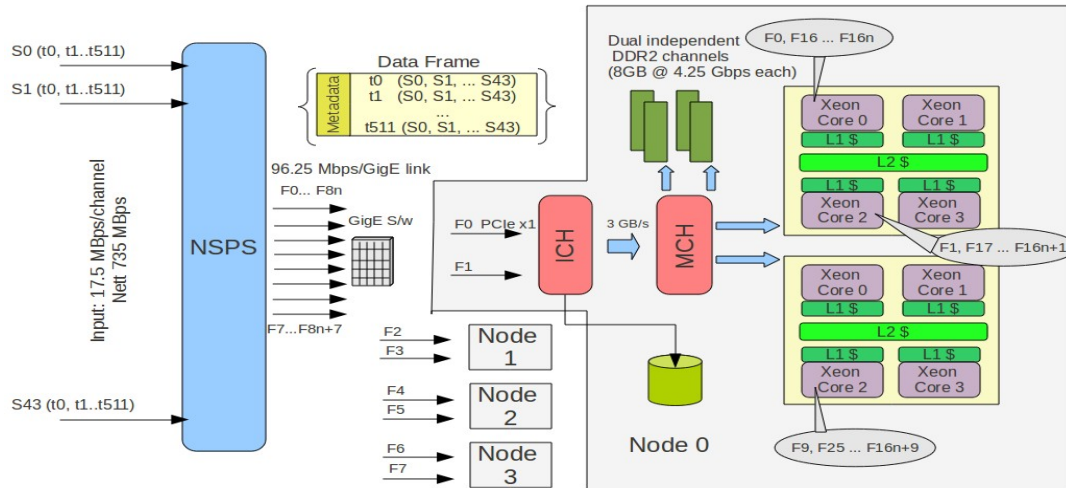 S0 (t0, t1..t511)
S1 (t0, t1..t511)
Input: 17.5 MBps/channel
Nett 735 MBps
S43 (t0, t1..t511)
NSPS
Data Frame
Metadata
t0 (S0, S1, ... S43)
t1 (S0, S1, ... S43)
...
t511 (S0, S1, ... S43)
96.25 Mbps/GigE link
F0... F8n
GigE S/w
F7...F8n+7
F0 PCIe x1
F1
ICH
3 GB/s
MCH
Dual independent
DDR2 channels
(8GB @ 4.25 Gbps each)
F2
F3
Node
1
F4
F5
Node
2
F6
F7
Node
3
Node 0
F0, F16 ... F16n
Xeon
Core 0
Xeon
Core 1
L1 $
L1 $
L2 $
L1 $
L1 $
Xeon
Core 2
Xeon
Core 3
F1, F17 ... F16n+1
Xeon
Core 0
Xeon
Core 1
L1 $
L1 $
L2 $
L1 $
L1 $
Xeon
Core 2
Xeon
Core 3
F9, F25 ... F16n+9